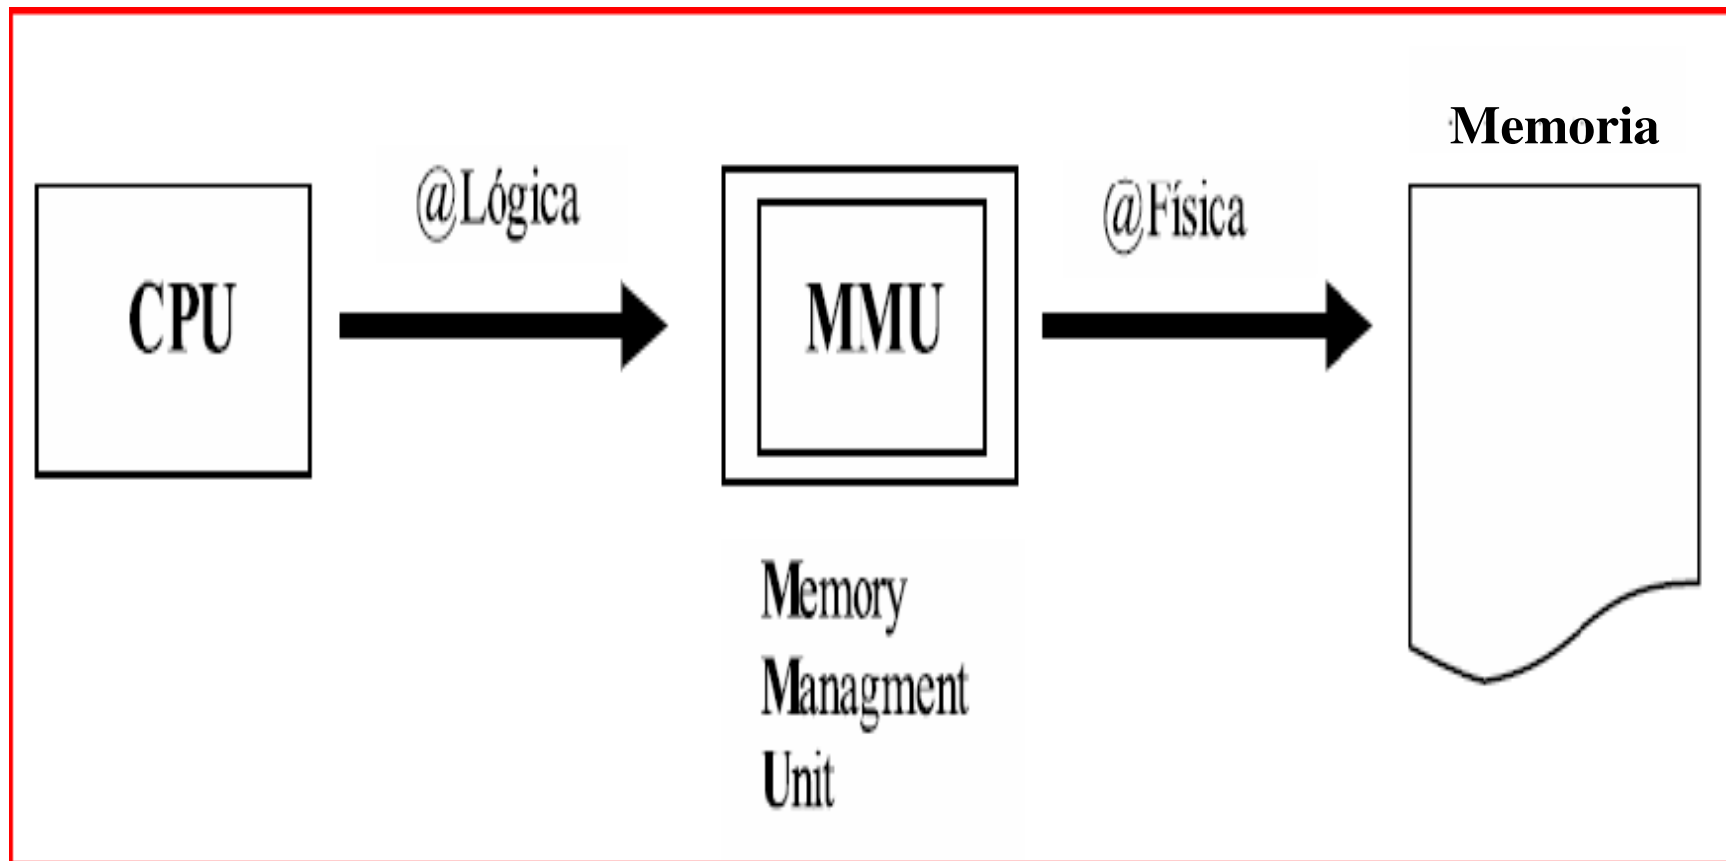 Memoria
@Lógica
@Física
CPU
MMU
Memory
Managment
Unit